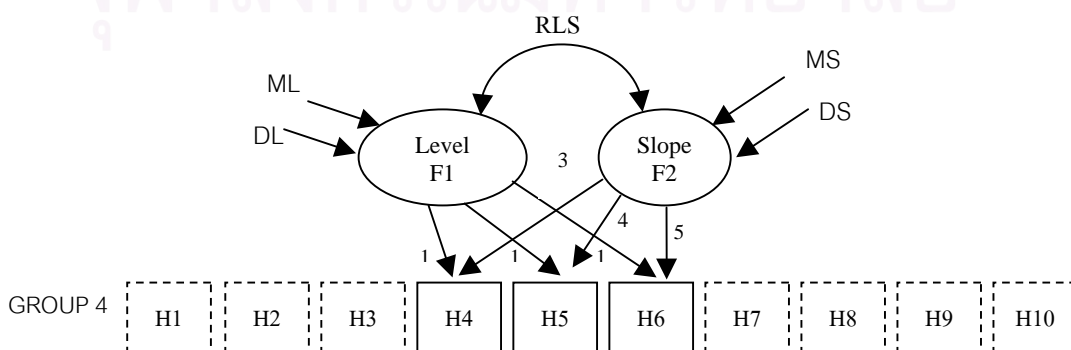 RLS
ML
MS
DL
DS
Level
F1
3
Slope
F2
4
5
1
1
1
GROUP 4
H1
H2
H3
H4
H5
H6
H7
H8
H9
H10